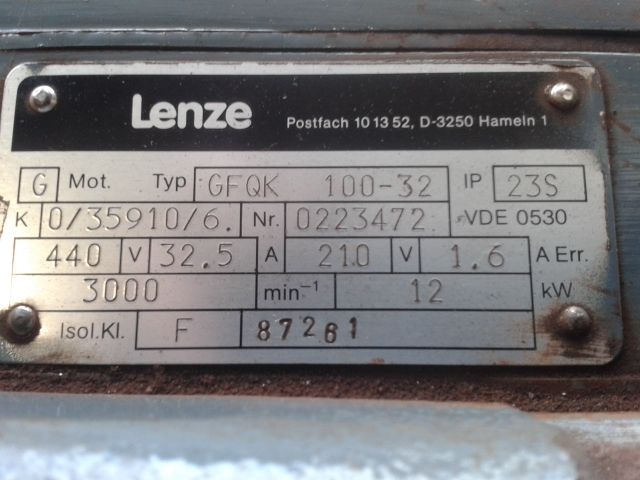 Lenze Postfach 10 13 52, D-3250 Hameln 1
G Mot. Typ GFQK 100-32 IP 23S
K 0/35910/6. Nr. 0223472 VDE 0530
440 V 32.5 A 210 V 1.6 A Err.
3000 min⁻¹ 12 kW
Isol.Kl. F 87261